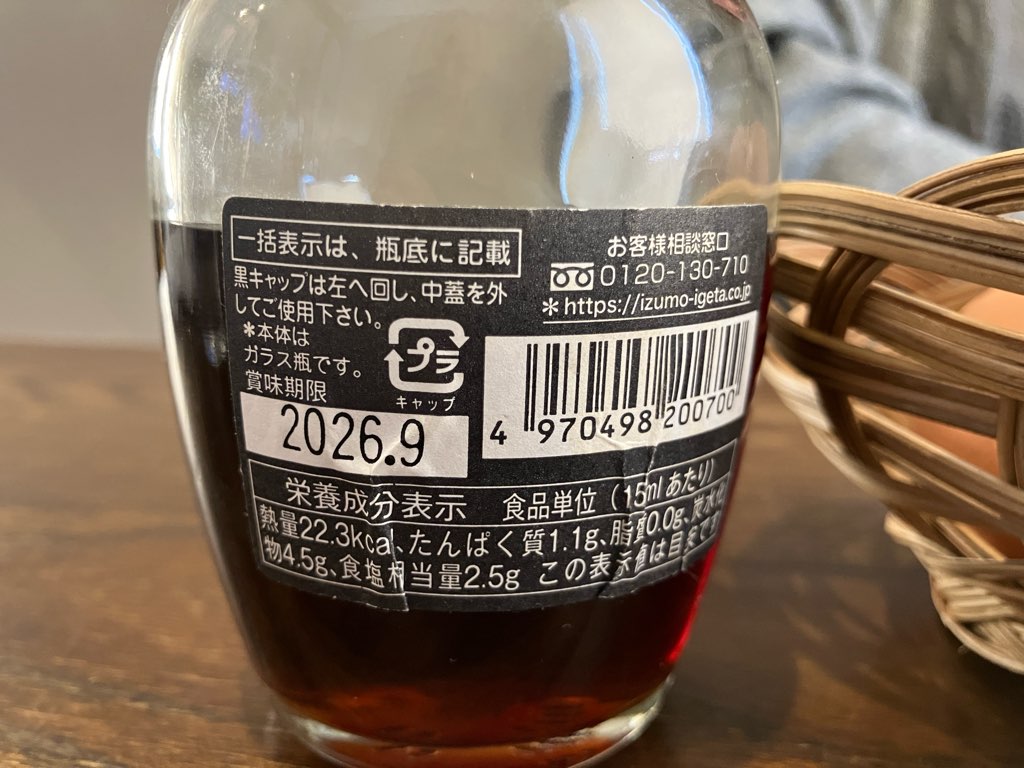 一括表示は、瓶底に記載
黒キャップは左へ回し、中蓋を外
してご使用下さい。
＊本体は
ガラス瓶です。
プラ
キャップ
賞味期限
2026.9
お客様相談窓口
0120-130-710
＊https://izumo-igeta.co.jp
4 970498 200700
栄養成分表示 食品単位（15mlあたり）
熱量22.3kcal、たんぱく質1.1g、脂質0.0g、炭水化
物4.5g、食塩相当量2.5g この表示値は目安です